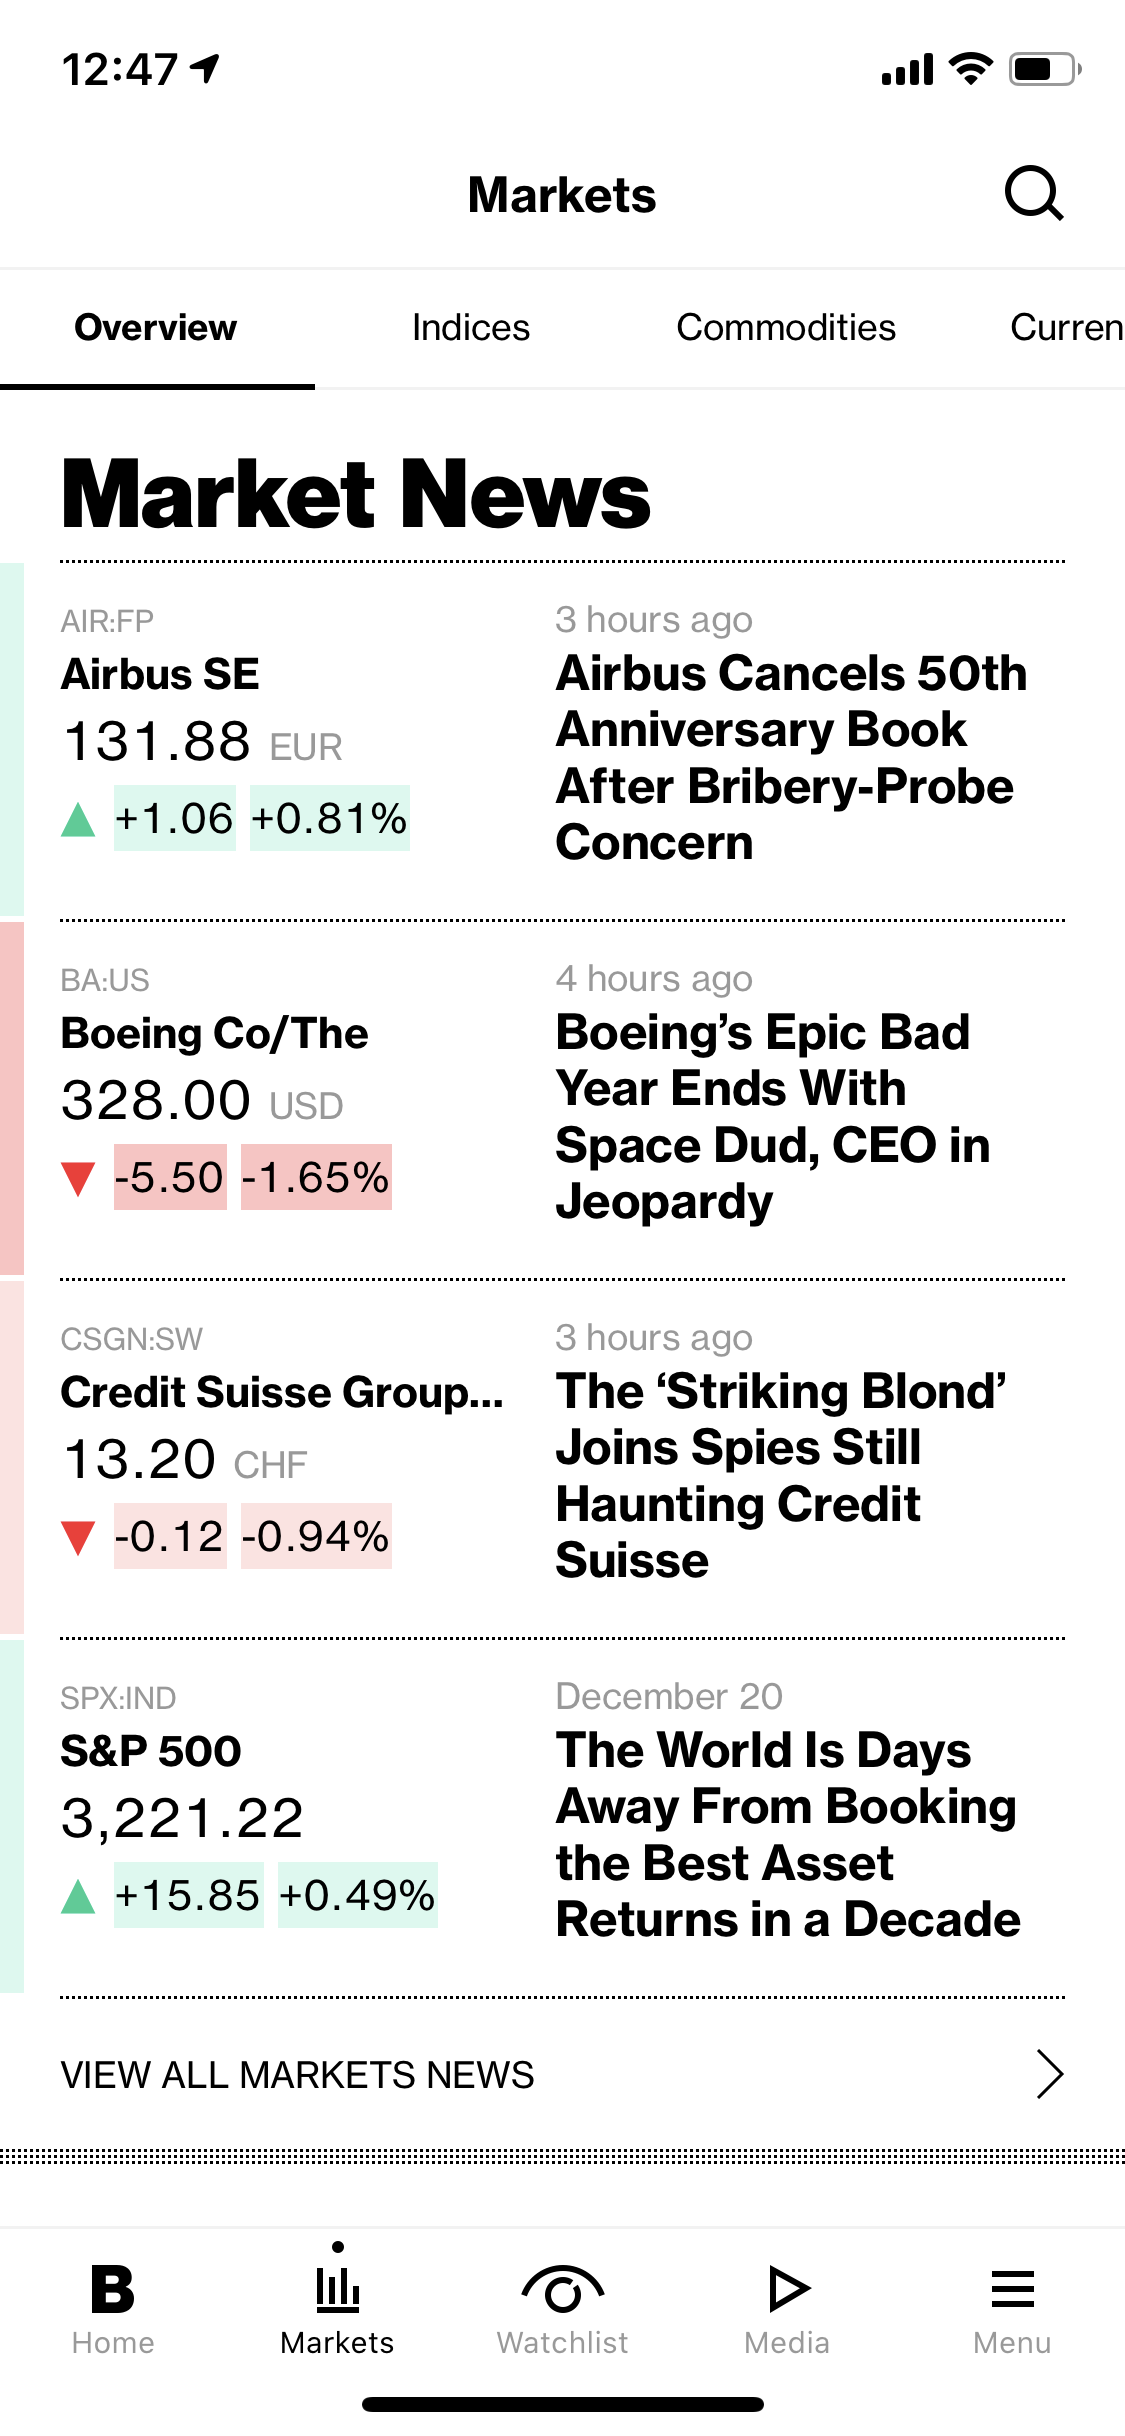 12:47
Markets
Overview Indices Commodities Curren
Market News
AIR:FP
Airbus SE
131.88 EUR
+1.06 +0.81%
3 hours ago
Airbus Cancels 50th
Anniversary Book
After Bribery-Probe
Concern
BA:US
Boeing Co/The
328.00 USD
-5.50 -1.65%
4 hours ago
Boeing’s Epic Bad
Year Ends With
Space Dud, CEO in
Jeopardy
CSGN:SW
Credit Suisse Group...
13.20 CHF
-0.12 -0.94%
3 hours ago
The ‘Striking Blond’
Joins Spies Still
Haunting Credit
Suisse
SPX:IND
S&P 500
3,221.22
+15.85 +0.49%
December 20
The World Is Days
Away From Booking
the Best Asset
Returns in a Decade
VIEW ALL MARKETS NEWS
B
Home Markets Watchlist Media Menu